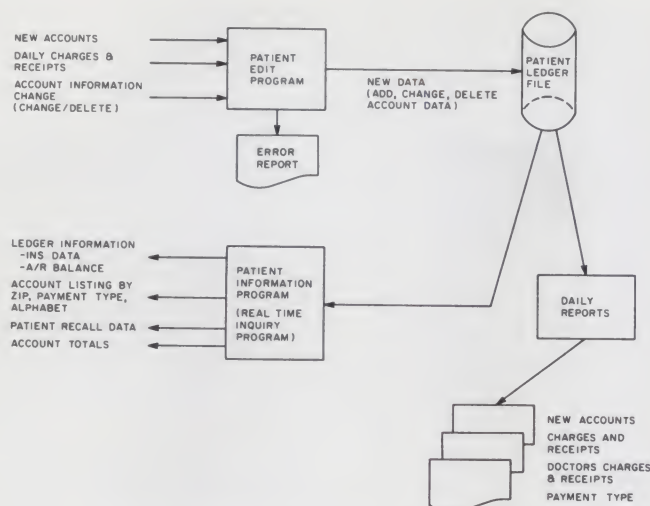 NEW ACCOUNTS
DAILY CHARGES &
RECEIPTS
ACCOUNT INFORMATION
CHANGE
(CHANGE/DELETE)
PATIENT
EDIT
PROGRAM
ERROR
REPORT
NEW DATA
(ADD, CHANGE, DELETE
ACCOUNT DATA)
PATIENT
LEDGER
FILE
LEDGER INFORMATION
-INS DATA
-A/R BALANCE
ACCOUNT LISTING BY
ZIP, PAYMENT TYPE,
ALPHABET
PATIENT RECALL DATA
ACCOUNT TOTALS
PATIENT
INFORMATION
PROGRAM
(REAL TIME
INQUIRY
PROGRAM)
DAILY
REPORTS
NEW ACCOUNTS
CHARGES AND
RECEIPTS
DOCTORS CHARGES
& RECEIPTS
PAYMENT TYPE